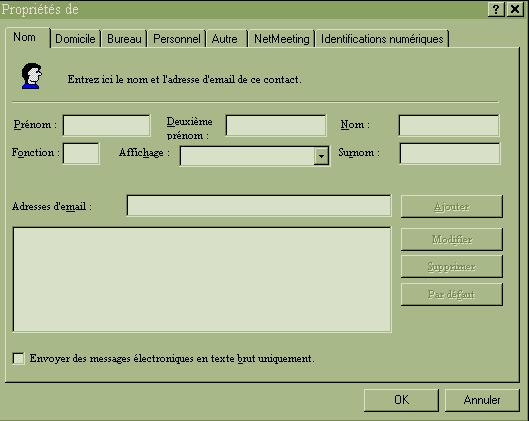 Propriétés de
Nom Domicile Bureau Personnel Autre NetMeeting Identifications numériques
Entrez ici le nom et l'adresse d'email de ce contact.
Prénom : Deuxième prénom : Nom :
Fonction : Affichage : Surnom :
Adresses d'email : Ajouter
Modifier
Supprimer
Par défaut
Envoyer des messages électroniques en texte brut uniquement.
OK Annuler